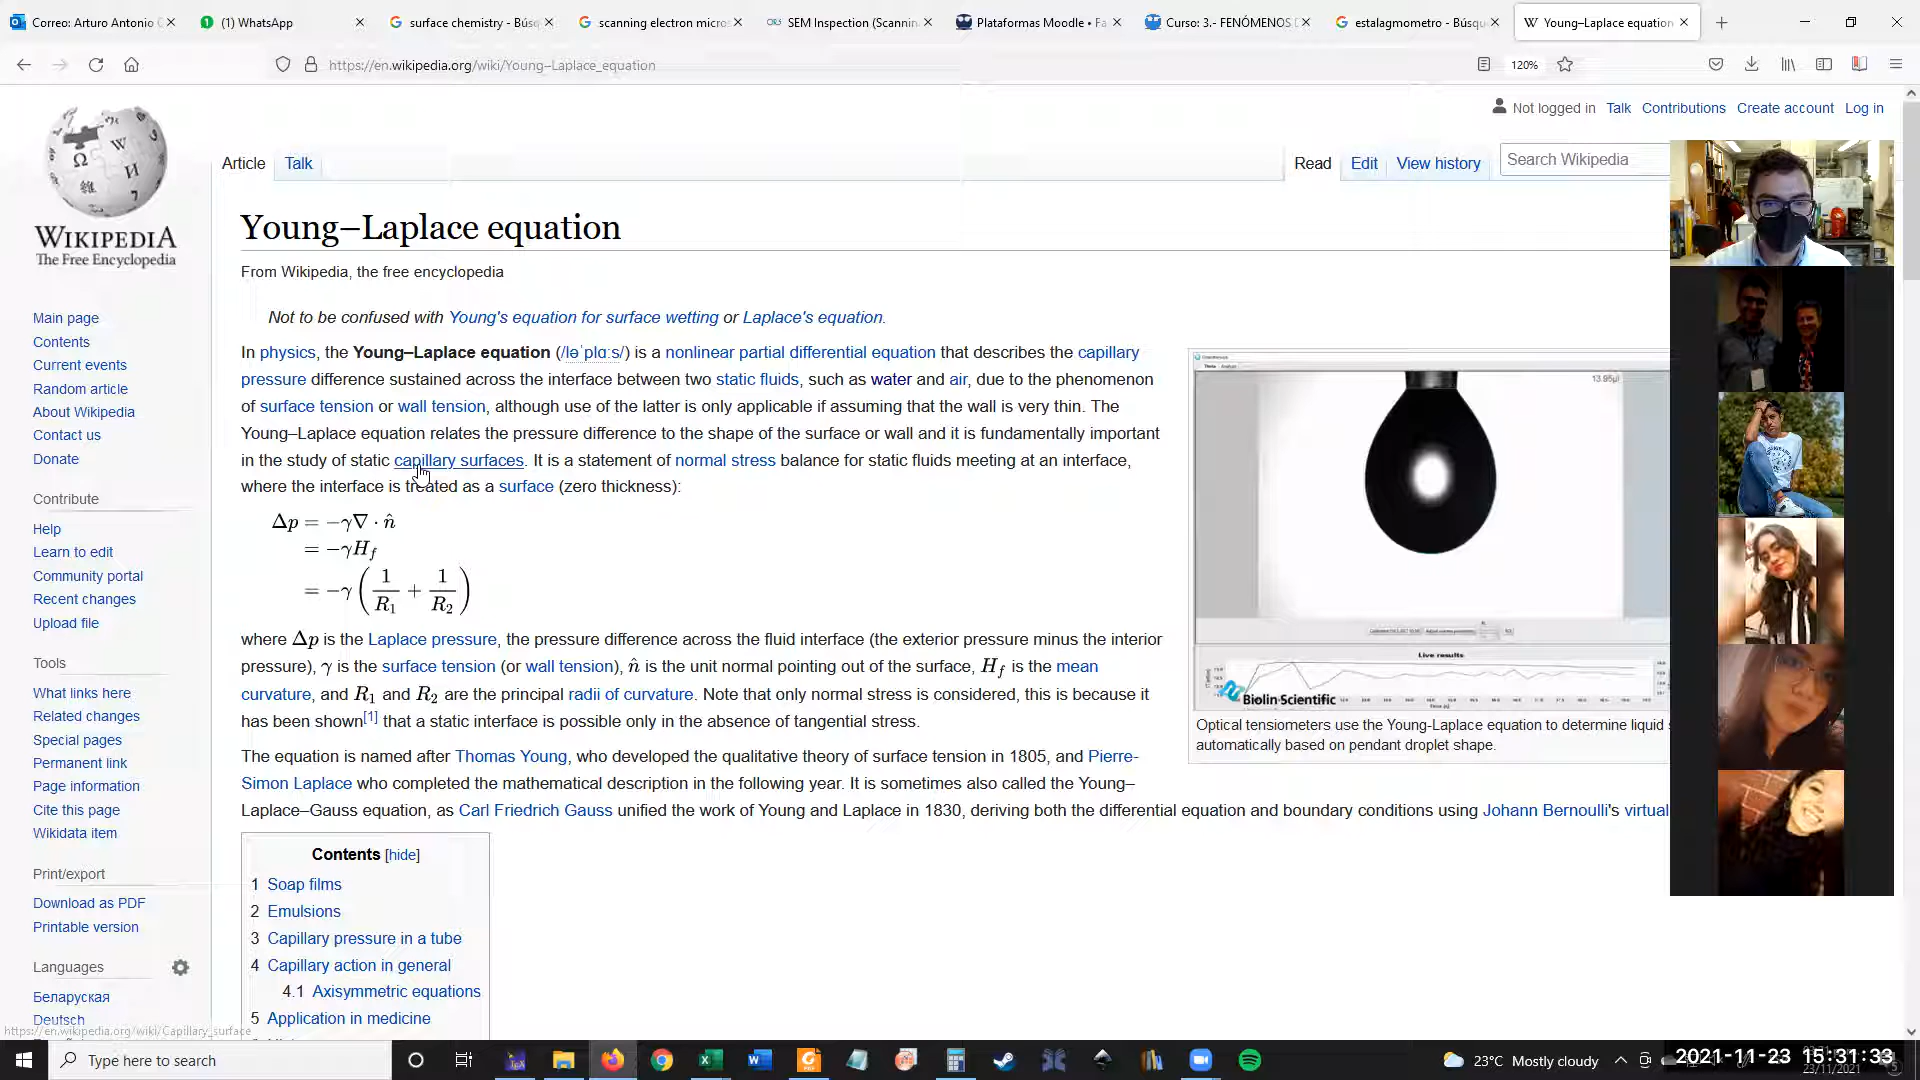 Correo: Arturo Antonio C
(1) WhatsApp
surface chemistry - Búsq
scanning electron micros
SEM Inspection (Scannin
Plataformas Moodle • Fa
Curso: 3.- FENÓMENOS D
estalagmometro - Búsqu
Young–Laplace equation
https://en.wikipedia.org/wiki/Young–Laplace_equation
120%
Not logged in Talk Contributions Create account Log in
Article Talk
Read Edit View history
Search Wikipedia
WIKIPEDIA
The Free Encyclopedia
Main page
Contents
Current events
Random article
About Wikipedia
Contact us
Donate
Contribute
Help
Learn to edit
Community portal
Recent changes
Upload file
Tools
What links here
Related changes
Special pages
Permanent link
Page information
Cite this page
Wikidata item
Print/export
Download as PDF
Printable version
Languages
Беларуская
Deutsch
https://en.wikipedia.org/wiki/Capillary_surface
Young–Laplace equation
From Wikipedia, the free encyclopedia
Not to be confused with Young's equation for surface wetting or Laplace's equation.
In physics, the Young–Laplace equation (/ləˈplɑːs/) is a nonlinear partial differential equation that describes the capillary
pressure difference sustained across the interface between two static fluids, such as water and air, due to the phenomenon
of surface tension or wall tension, although use of the latter is only applicable if assuming that the wall is very thin. The
Young–Laplace equation relates the pressure difference to the shape of the surface or wall and it is fundamentally important
in the study of static capillary surfaces. It is a statement of normal stress balance for static fluids meeting at an interface,
where the interface is treated as a surface (zero thickness):
Δp = −γ∇ · n̂
= −γH_f
= −γ(1/R₁ + 1/R₂)
where Δp is the Laplace pressure, the pressure difference across the fluid interface (the exterior pressure minus the interior
pressure), γ is the surface tension (or wall tension), n̂ is the unit normal pointing out of the surface, H_f is the mean
curvature, and R₁ and R₂ are the principal radii of curvature. Note that only normal stress is considered, this is because it
has been shown[1] that a static interface is possible only in the absence of tangential stress.
The equation is named after Thomas Young, who developed the qualitative theory of surface tension in 1805, and Pierre-
Simon Laplace who completed the mathematical description in the following year. It is sometimes also called the Young–
Laplace–Gauss equation, as Carl Friedrich Gauss unified the work of Young and Laplace in 1830, deriving both the differential equation and boundary conditions using Johann Bernoulli's virtual
13.95µl
Live results
Biolin Scientific
Optical tensiometers use the Young-Laplace equation to determine liquid
automatically based on pendant droplet shape.
Contents [hide]
1 Soap films
2 Emulsions
3 Capillary pressure in a tube
4 Capillary action in general
4.1 Axisymmetric equations
5 Application in medicine
Type here to search
23°C Mostly cloudy
2021-11-23 15:31:33
23/11/2021